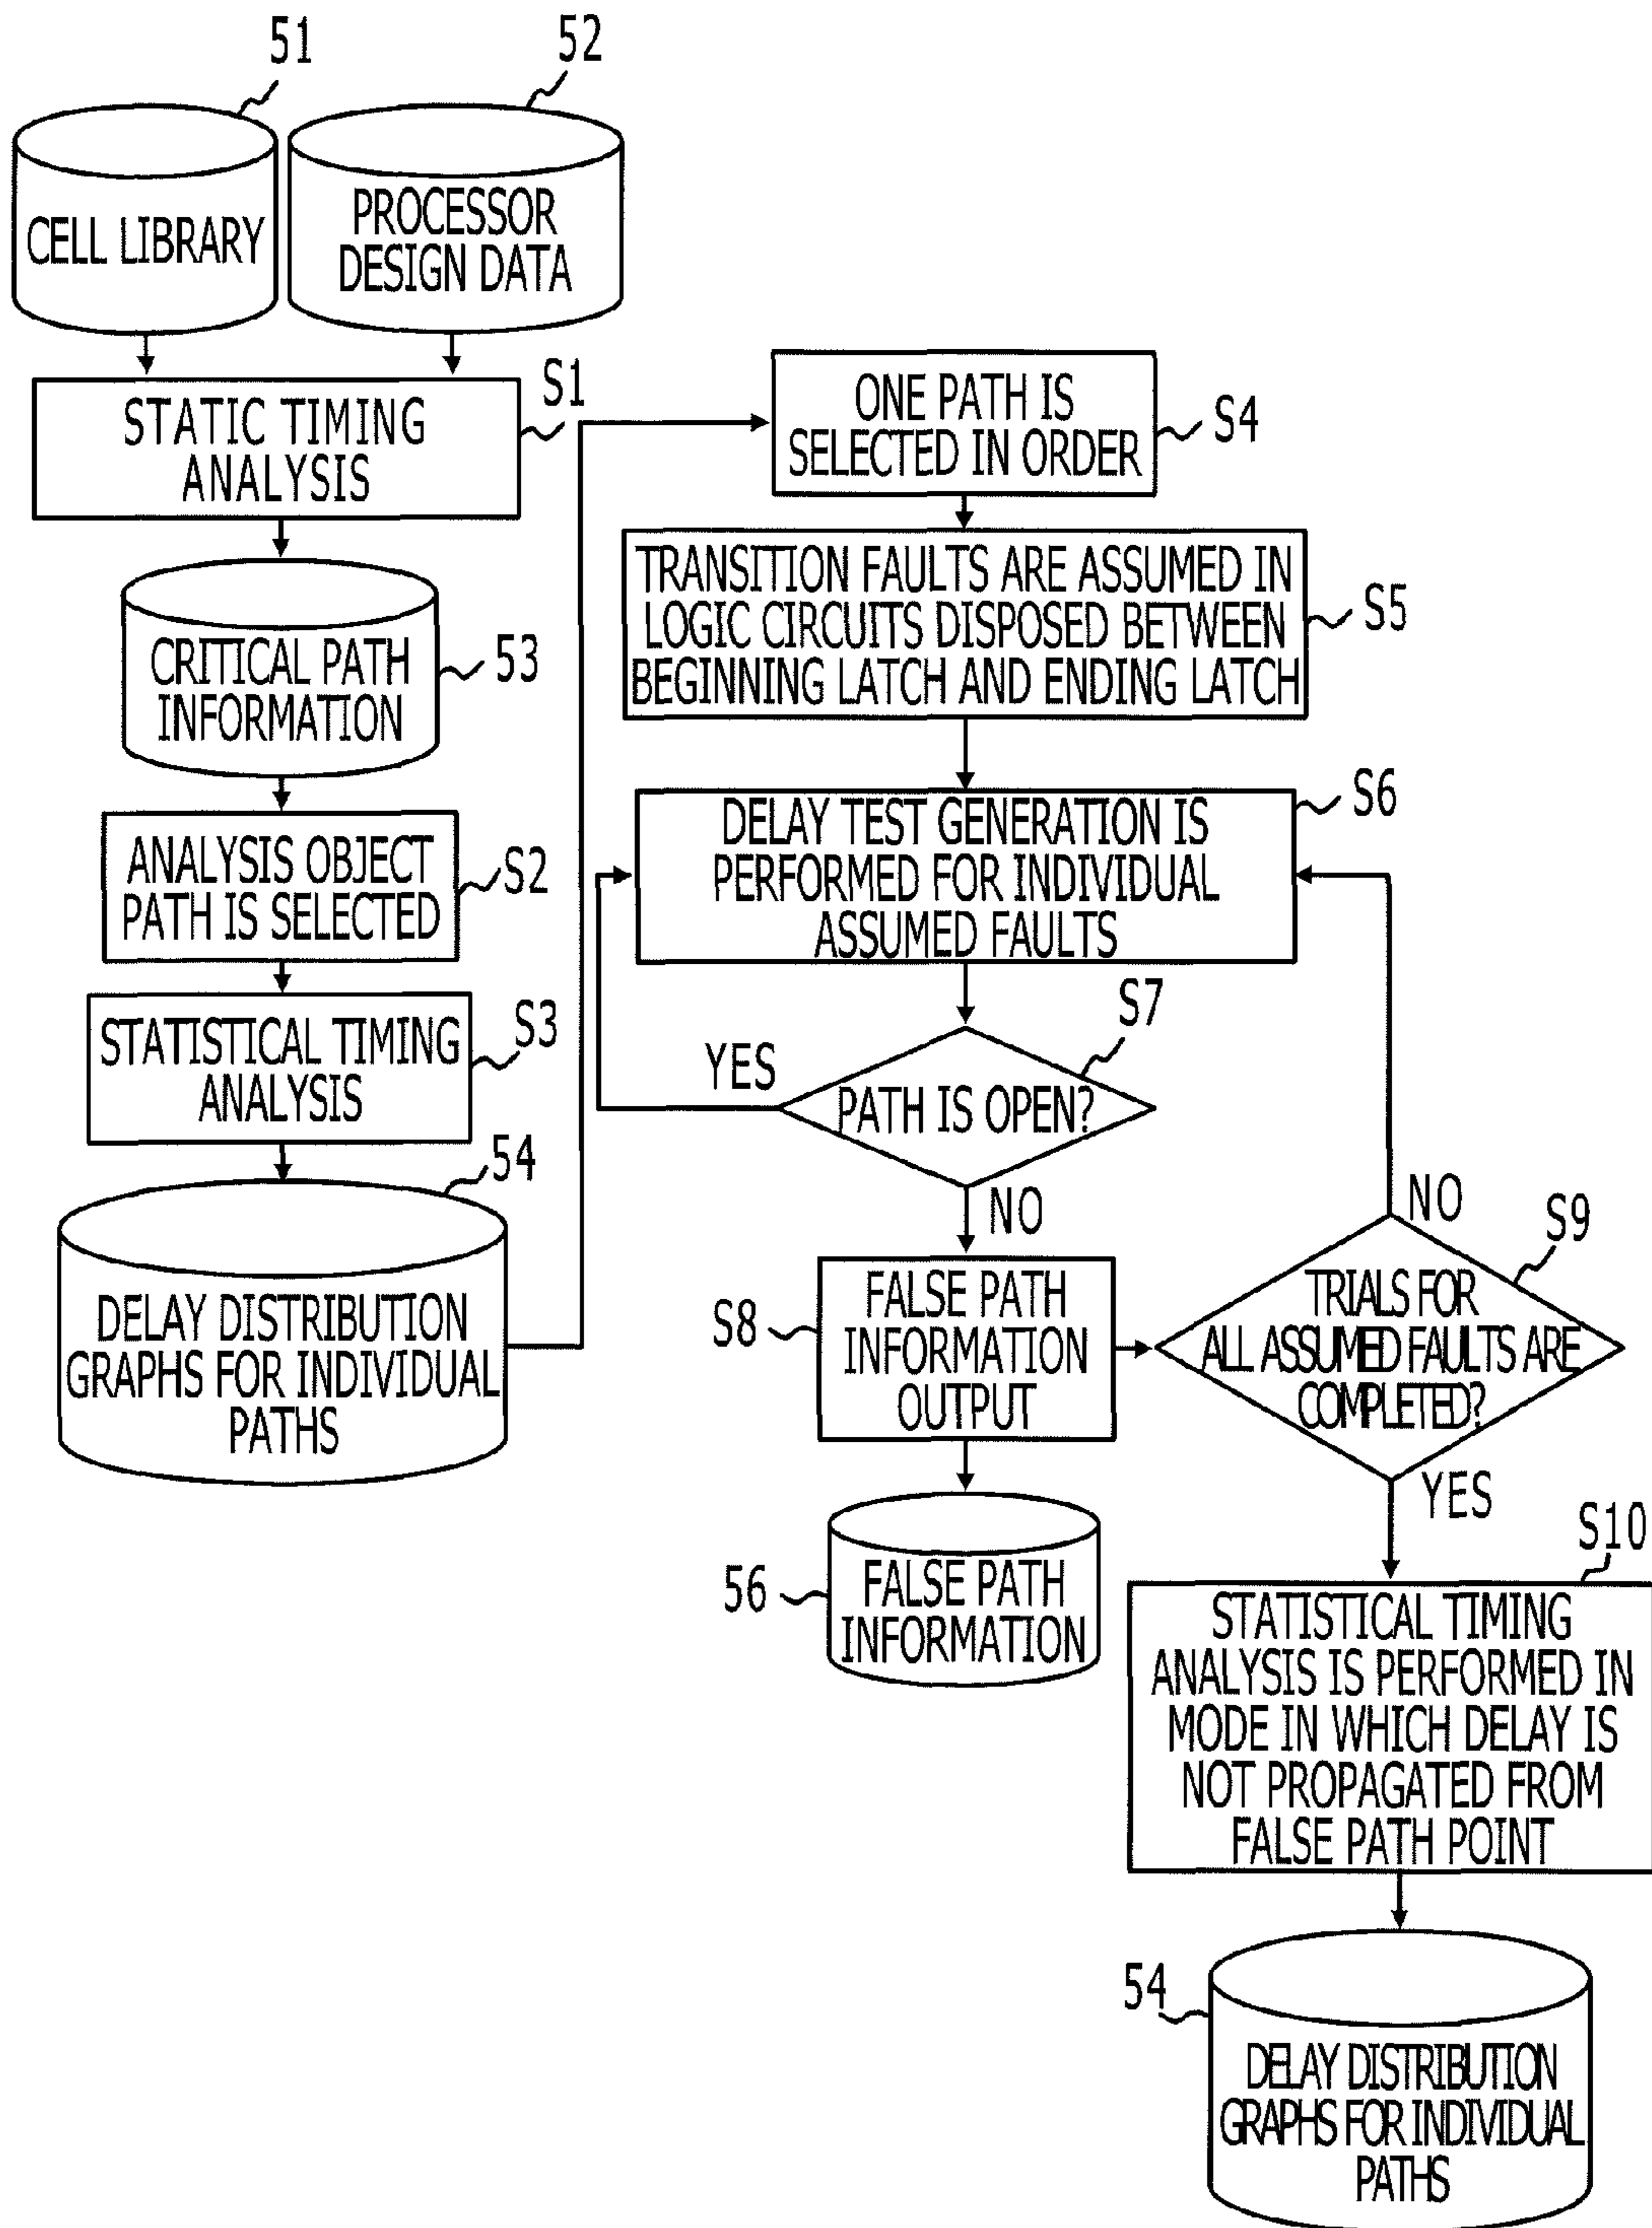 51
52
CELL LIBRARY
PROCESSOR
DESIGN DATA
S1
STATIC TIMING
ANALYSIS
CRITICAL PATH
INFORMATION
53
ANALYSIS OBJECT
PATH IS SELECTED
S2
STATISTICAL TIMING
ANALYSIS
S3
54
DELAY DISTRIBUTION
GRAPHS FOR INDIVIDUAL
PATHS
ONE PATH IS
SELECTED IN ORDER
S4
TRANSITION FAULTS ARE ASSUMED IN
LOGIC CIRCUITS DISPOSED BETWEEN
BEGINNING LATCH AND ENDING LATCH
S5
DELAY TEST GENERATION IS
PERFORMED FOR INDIVIDUAL
ASSUMED FAULTS
S6
S7
YES
PATH IS OPEN?
NO
S8
FALSE PATH
INFORMATION
OUTPUT
56
FALSE PATH
INFORMATION
NO
S9
TRIALS FOR
ALL ASSUMED FAULTS ARE
COMPLETED?
YES
S10
STATISTICAL TIMING
ANALYSIS IS PERFORMED IN
MODE IN WHICH DELAY IS
NOT PROPAGATED FROM
FALSE PATH POINT
54
DELAY DISTRIBUTION
GRAPHS FOR INDIVIDUAL
PATHS